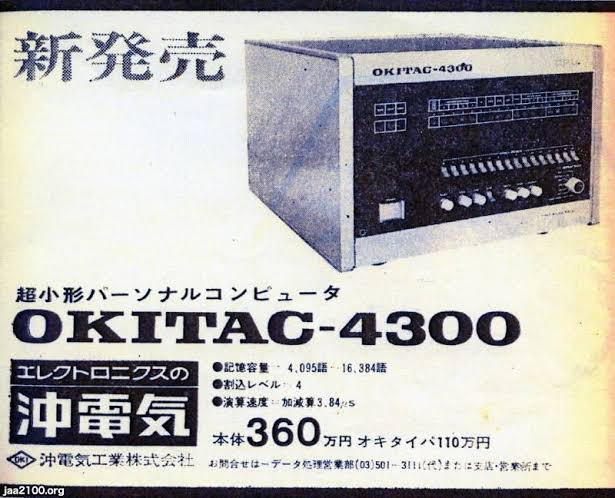 新発売
OKITAC-4300
超小形パーソナルコンピュータ
OKITAC-4300
エレクトロニクスの
沖電気
●記憶容量 4,095語 16,384語
●割込レベル 4
●演算速度 加減算3.84μs
本体360万円 オキタイパ110万円
OKI 沖電気工業株式会社
お問合せは-データ処理営業部(03)501-3111(代)または支店・営業所まで
jaa2100.org